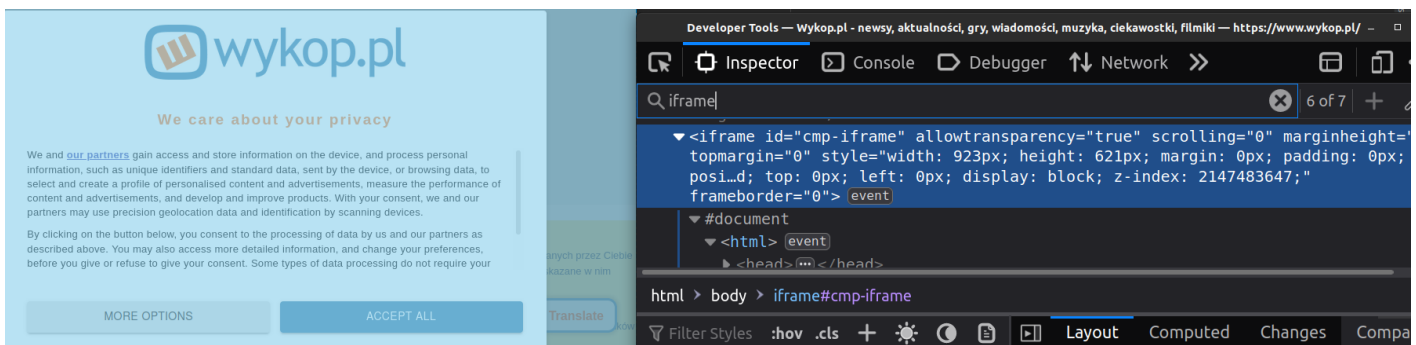 wykop.pl
We care about your privacy
We and our partners gain access and store information on the device, and process personal
information, such as unique identifiers and standard data, sent by the device, or browsing data, to
select and create a profile of personalised content and advertisements, measure the performance of
content and advertisements, and develop and improve products. With your consent, we and our
partners may use precision geolocation data and identification by scanning devices.
By clicking on the button below, you consent to the processing of data by us and our partners as
described above. You may also access more detailed information, and change your preferences,
before you give or refuse to give your consent. Some types of data processing do not require your
MORE OPTIONS
ACCEPT ALL
anych przez Ciebie
skazane w nim
Translate
Developer Tools — Wykop.pl - newsy, aktualności, gry, wiadomości, muzyka, ciekawostki, filmiki — https://www.wykop.pl/
Inspector Console Debugger Network
iframe
6 of 7
<iframe id="cmp-iframe" allowtransparency="true" scrolling="0" marginheight="
topmargin="0" style="width: 923px; height: 621px; margin: 0px; padding: 0px;
posi…d; top: 0px; left: 0px; display: block; z-index: 2147483647;"
frameborder="0"> event
#document
<html> event
<head>…</head>
html > body > iframe#cmp-iframe
Filter Styles :hov .cls + Layout Computed Changes Compa